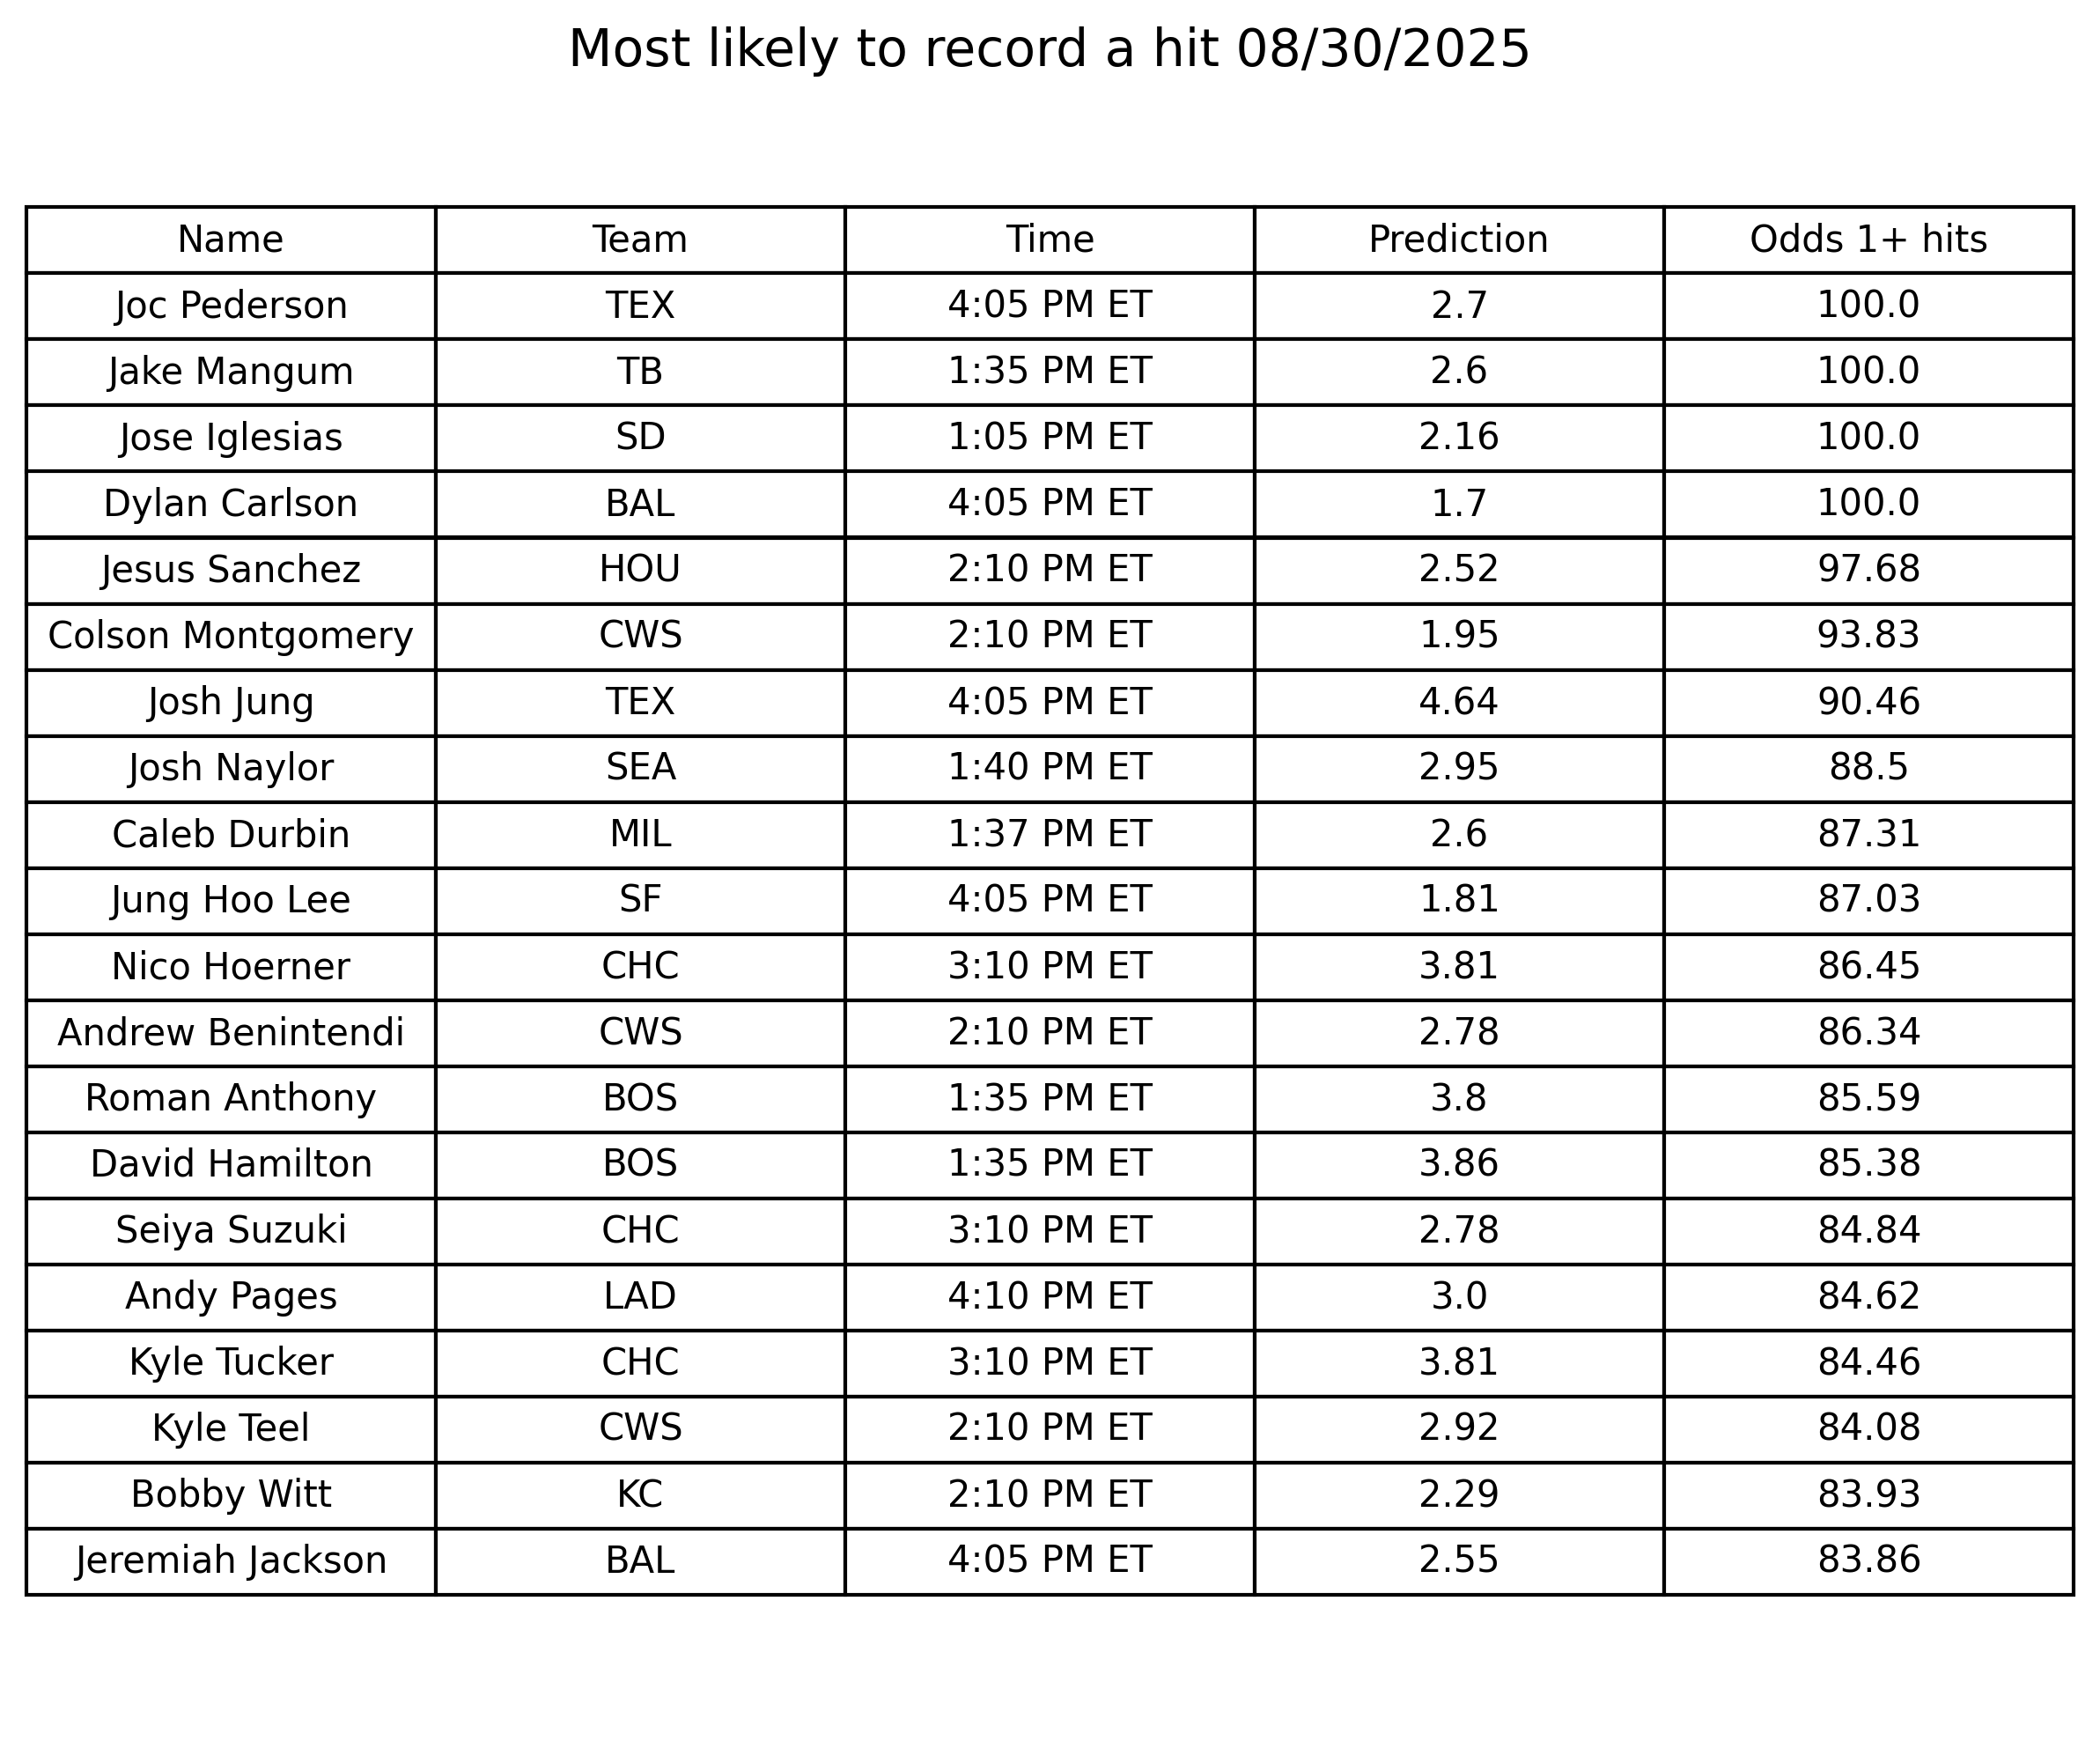 Most likely to record a hit 08/30/2025
Name Team Time Prediction Odds 1+ hits
Joc Pederson TEX 4:05 PM ET 2.7 100.0
Jake Mangum TB 1:35 PM ET 2.6 100.0
Jose Iglesias SD 1:05 PM ET 2.16 100.0
Dylan Carlson BAL 4:05 PM ET 1.7 100.0
Jesus Sanchez HOU 2:10 PM ET 2.52 97.68
Colson Montgomery CWS 2:10 PM ET 1.95 93.83
Josh Jung TEX 4:05 PM ET 4.64 90.46
Josh Naylor SEA 1:40 PM ET 2.95 88.5
Caleb Durbin MIL 1:37 PM ET 2.6 87.31
Jung Hoo Lee SF 4:05 PM ET 1.81 87.03
Nico Hoerner CHC 3:10 PM ET 3.81 86.45
Andrew Benintendi CWS 2:10 PM ET 2.78 86.34
Roman Anthony BOS 1:35 PM ET 3.8 85.59
David Hamilton BOS 1:35 PM ET 3.86 85.38
Seiya Suzuki CHC 3:10 PM ET 2.78 84.84
Andy Pages LAD 4:10 PM ET 3.0 84.62
Kyle Tucker CHC 3:10 PM ET 3.81 84.46
Kyle Teel CWS 2:10 PM ET 2.92 84.08
Bobby Witt KC 2:10 PM ET 2.29 83.93
Jeremiah Jackson BAL 4:05 PM ET 2.55 83.86